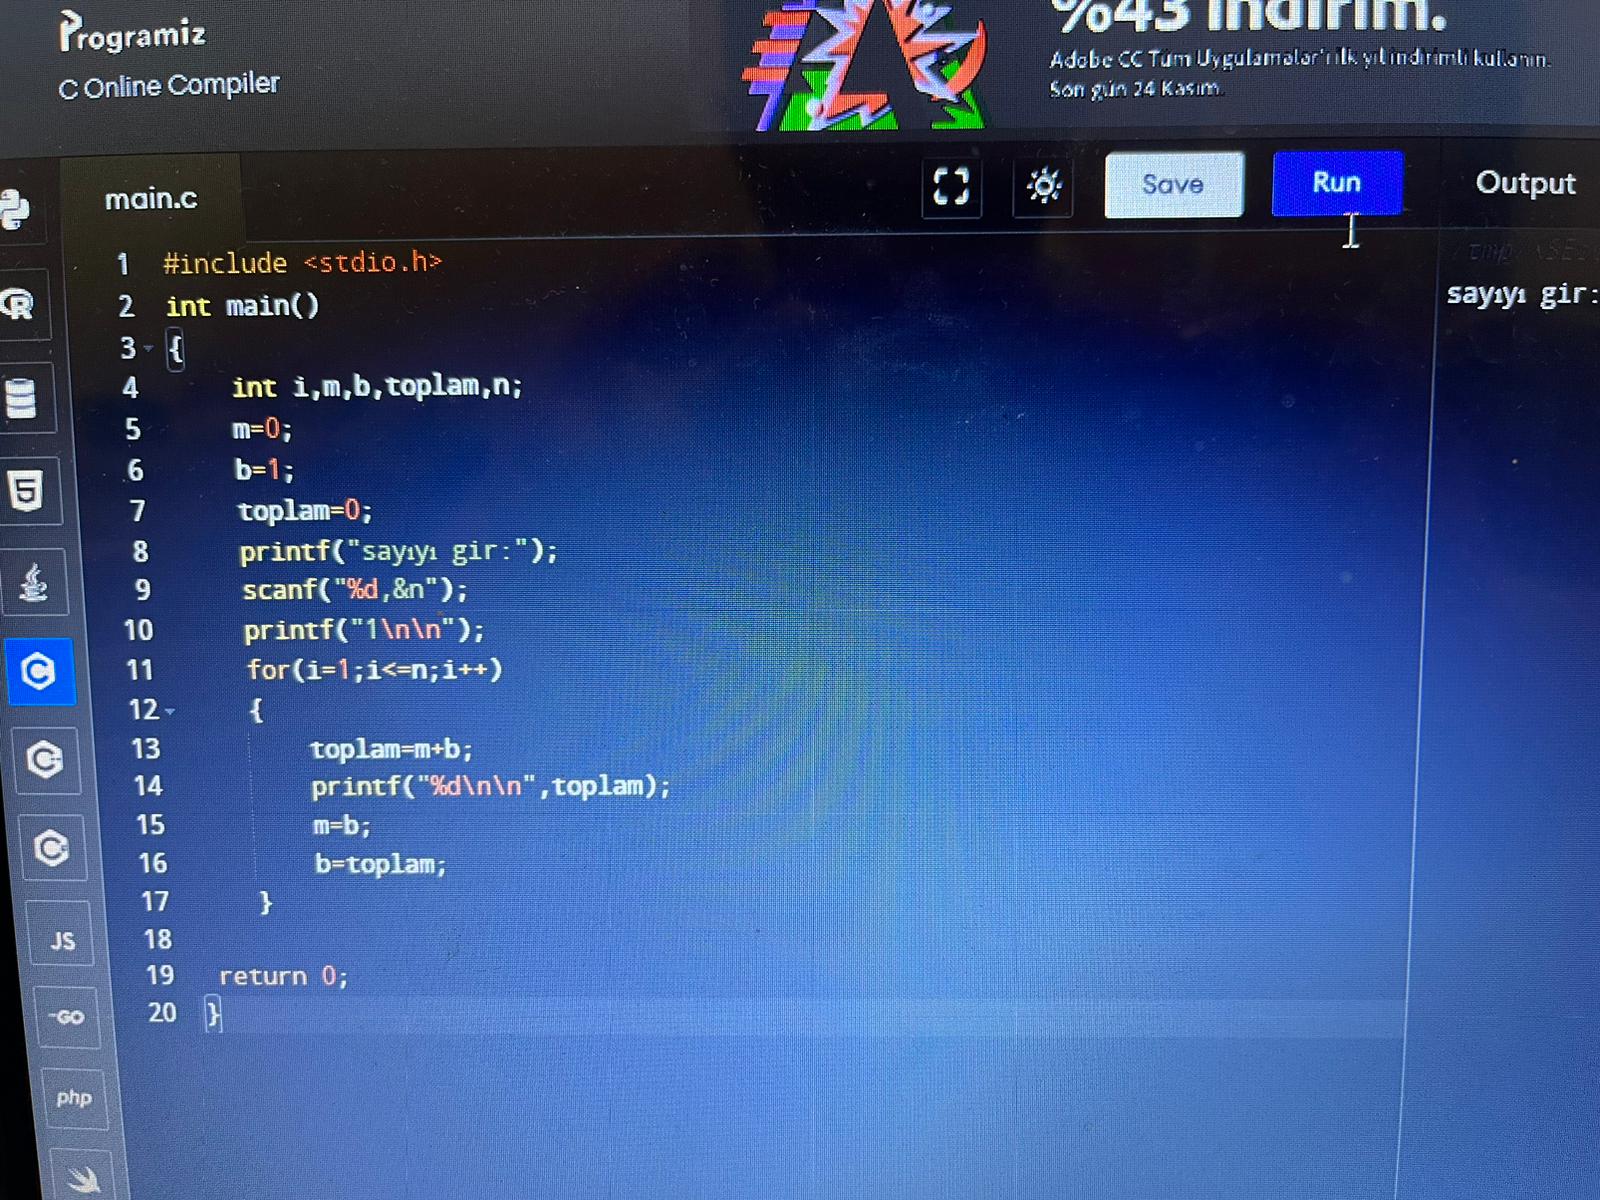 Programiz
C Online Compiler
%43 indirim.
Adobe CC Tüm Uygulamalar'ı ilk yıl indirimli kullanın.
Son gün 24 Kasım.
main.c
Save
Run
Output
1 #include <stdio.h>
2 int main()
3 {
4 int i,m,b,toplam,n;
5 m=0;
6 b=1;
7 toplam=0;
8 printf("sayıyı gir:");
9 scanf("%d,&n");
10 printf("1\n\n");
11 for(i=1;i<=n;i++)
12 {
13 toplam=m+b;
14 printf("%d\n\n",toplam);
15 m=b;
16 b=toplam;
17 }
18
19 return 0;
20 }
sayıyı gir:
R
5
C
C
C
JS
GO
php